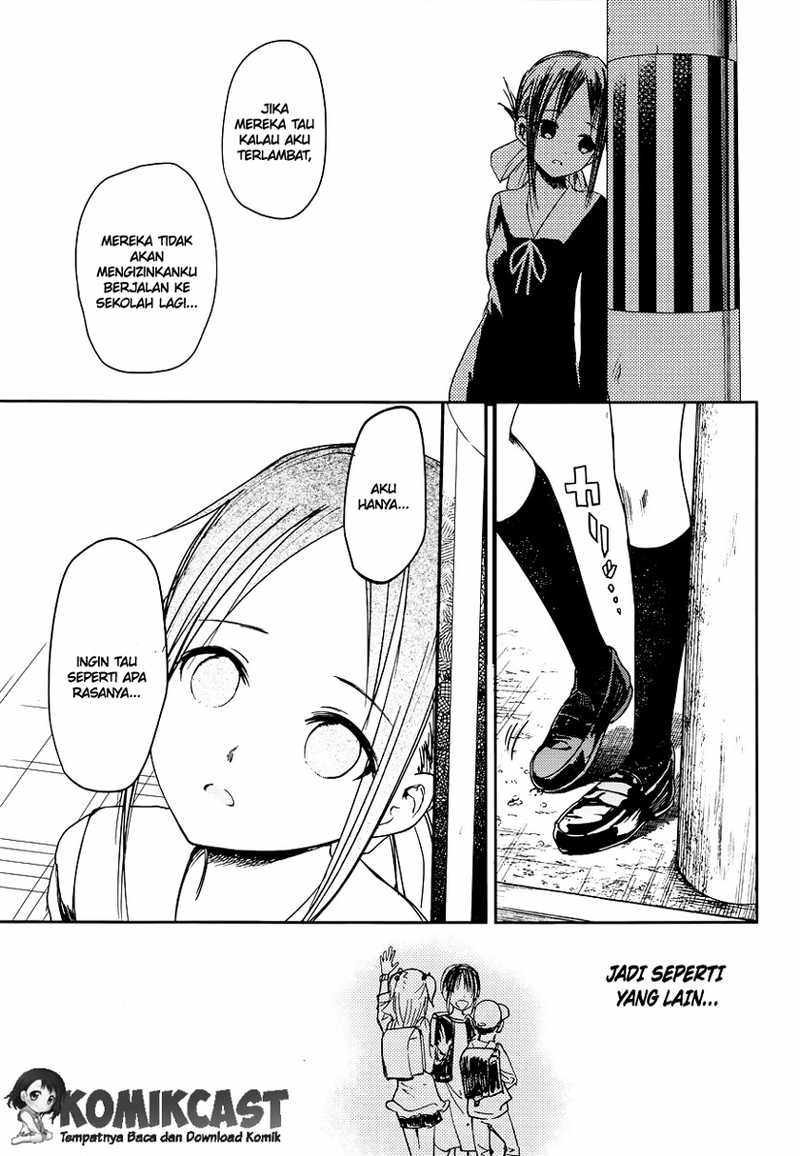 JIKA
MEREKA TAU
KALAU AKU
TERLAMBAT,
MEREKA TIDAK
AKAN
MENGIZINKANKU
BERJALAN KE
SEKOLAH LAGI...
AKU
HANYA...
INGIN TAU
SEPERTI APA
RASANYA...
JADI SEPERTI
YANG LAIN...
KOMIKCAST
Tempatnya Baca dan Download Komik